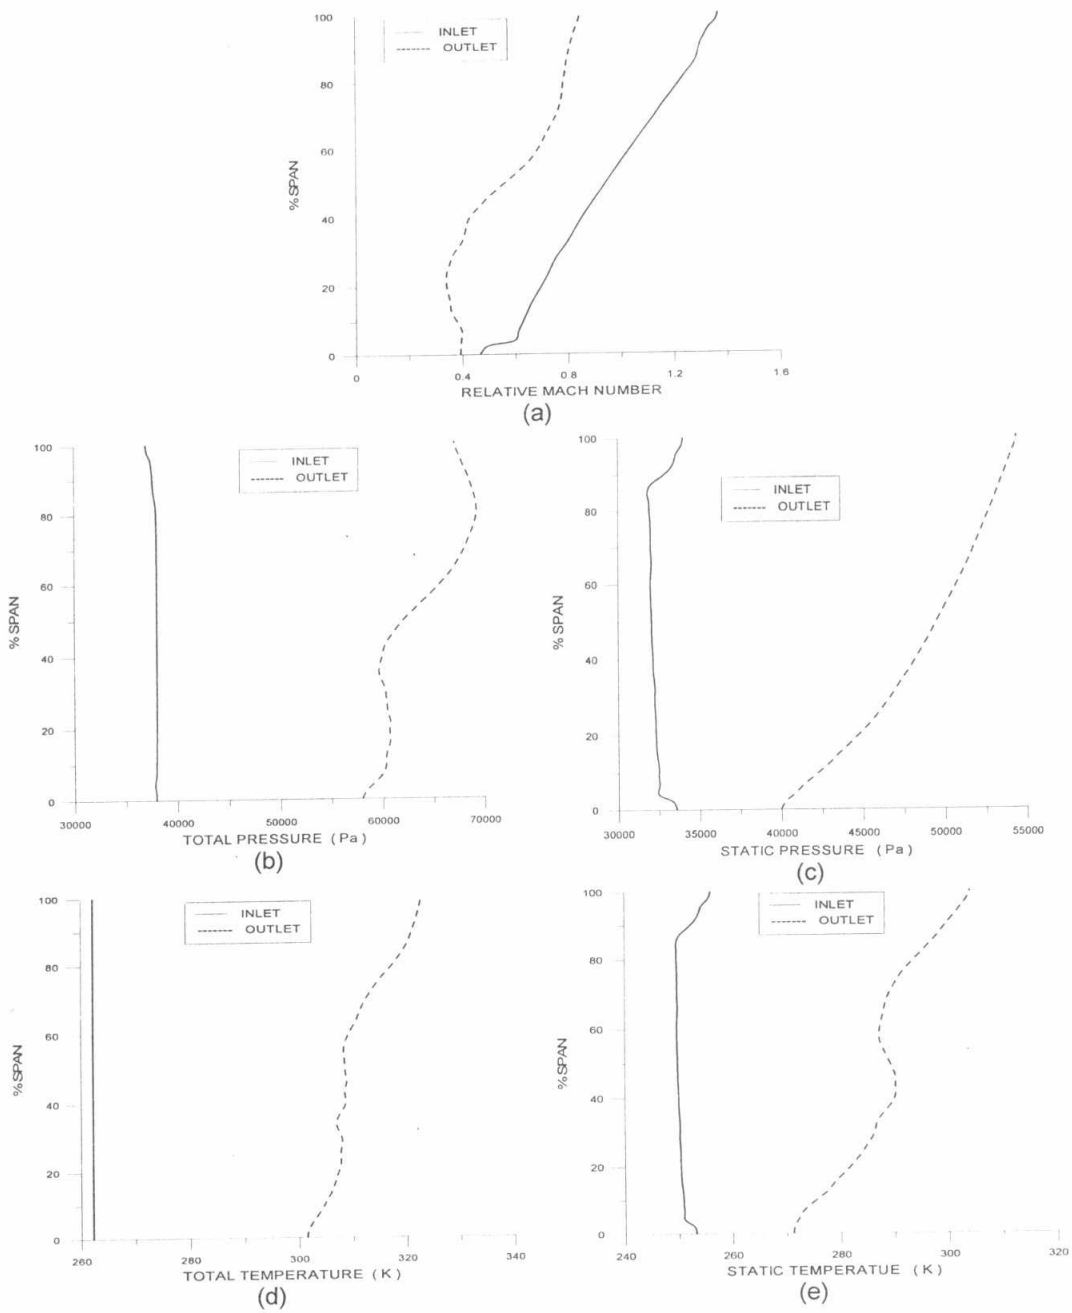 100
80
60
40
20
0
% SPAN
INLET
OUTLET
0 0.4 0.8 1.2 1.6
RELATIVE MACH NUMBER
(a)
100
80
60
40
20
0
% SPAN
INLET
OUTLET
30000 40000 50000 60000 70000
TOTAL PRESSURE (Pa)
(b)
100
80
60
40
20
0
% SPAN
INLET
OUTLET
30000 35000 40000 45000 50000 55000
STATIC PRESSURE (Pa)
(c)
100
80
60
40
20
0
% SPAN
INLET
OUTLET
260 280 300 320 340
TOTAL TEMPERATURE (K)
(d)
100
80
60
40
20
0
% SPAN
INLET
OUTLET
240 260 280 300 320
STATIC TEMPERATUE (K)
(e)